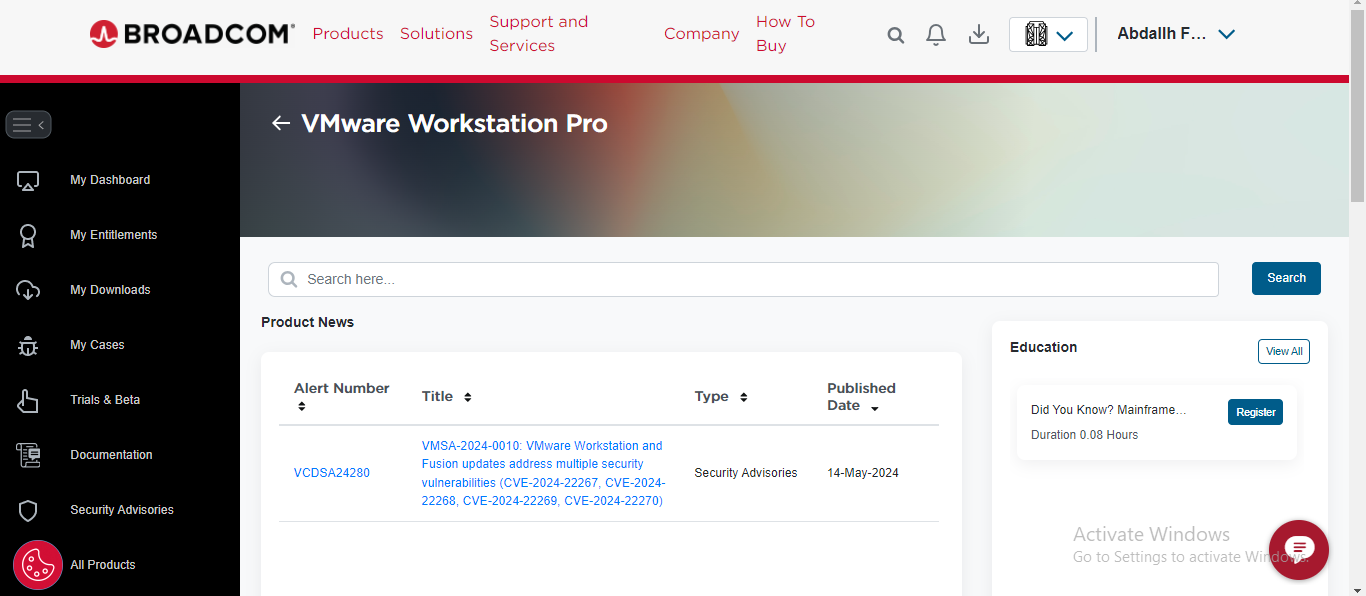 BROADCOM®
Products
Solutions
Support and
Services
Company
How To
Buy
Abdallh F...
My Dashboard
My Entitlements
My Downloads
My Cases
Trials & Beta
Documentation
Security Advisories
All Products
VMware Workstation Pro
Search here...
Search
Product News
Alert Number
Title
Type
Published
Date
VCDSA24280
VMSA-2024-0010: VMware Workstation and
Fusion updates address multiple security
vulnerabilities (CVE-2024-22267, CVE-2024-
22268, CVE-2024-22269, CVE-2024-22270)
Security Advisories
14-May-2024
Education
View All
Did You Know? Mainframe...
Register
Duration 0.08 Hours
Activate Windows
Go to Settings to activate Windows.